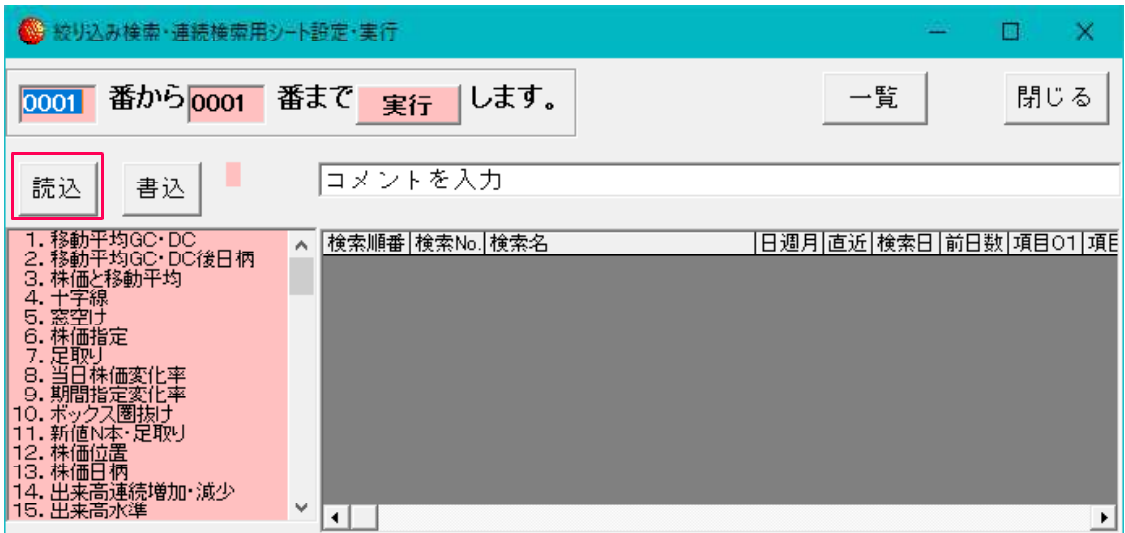 絞り込み検索・連続検索用シート設定・実行
0001 番から 0001 番まで 実行 します。 一覧 閉じる
読込 書込 コメントを入力
検索順番 検索No. 検索名 日週月 直近 検索日 前日数 項目01 項目
1. 移動平均GC・DC
2. 移動平均GC・DC後日柄
3. 株価と移動平均
4. 十字線
5. 窓空け
6. 株価指定
7. 足取り
8. 当日株価変化率
9. 期間指定変化率
10. ボックス圏抜け
11. 新値N本・足取り
12. 株価位置
13. 株価日柄
14. 出来高連続増加・減少
15. 出来高水準